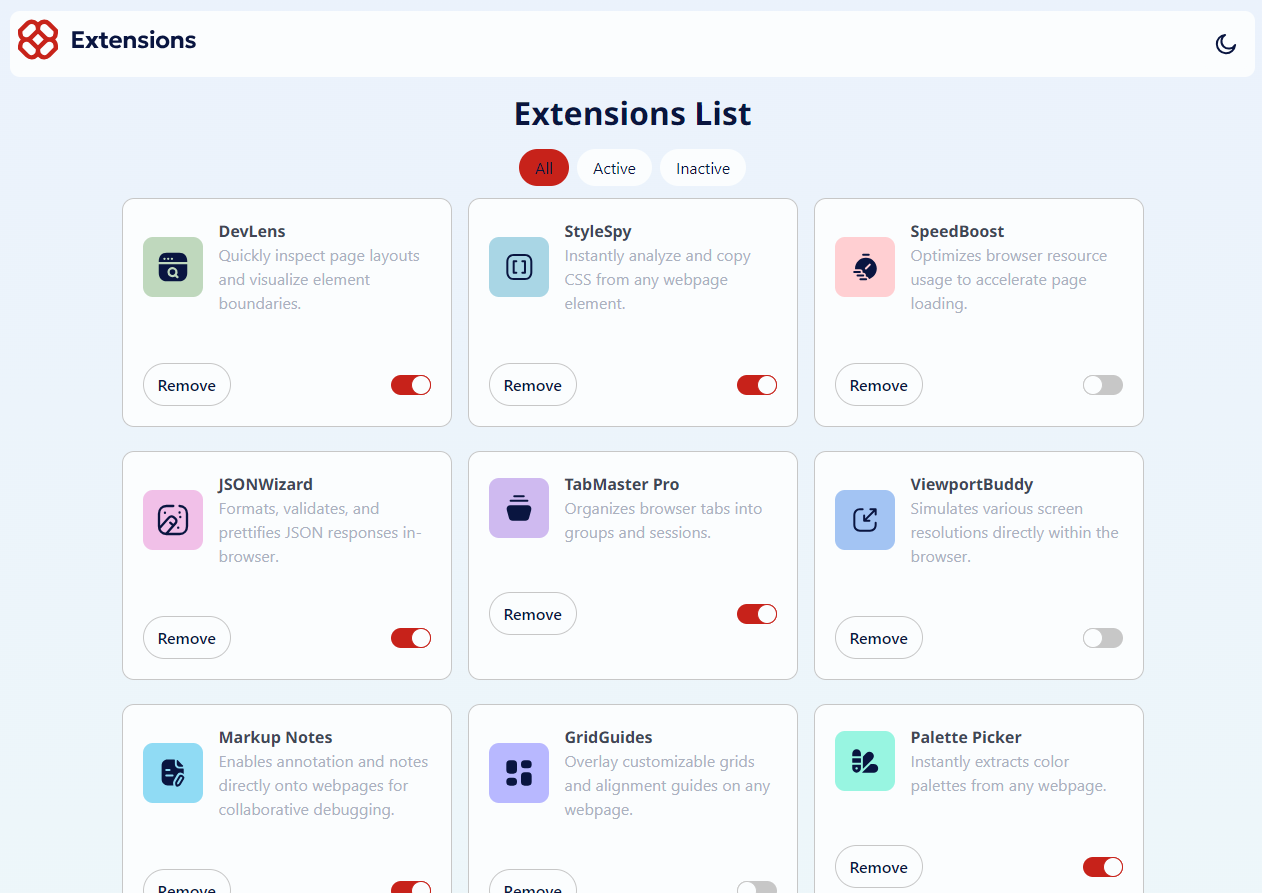 Extensions
Extensions List
All
Active
Inactive
DevLens
Quickly inspect page layouts
and visualize element
boundaries.
Remove
StyleSpy
Instantly analyze and copy
CSS from any webpage
element.
Remove
SpeedBoost
Optimizes browser resource
usage to accelerate page
loading.
Remove
JSONWizard
Formats, validates, and
prettifies JSON responses in-
browser.
Remove
TabMaster Pro
Organizes browser tabs into
groups and sessions.
Remove
ViewportBuddy
Simulates various screen
resolutions directly within the
browser.
Remove
Markup Notes
Enables annotation and notes
directly onto webpages for
collaborative debugging.
Remove
GridGuides
Overlay customizable grids
and alignment guides on any
webpage.
Remove
Palette Picker
Instantly extracts color
palettes from any webpage.
Remove